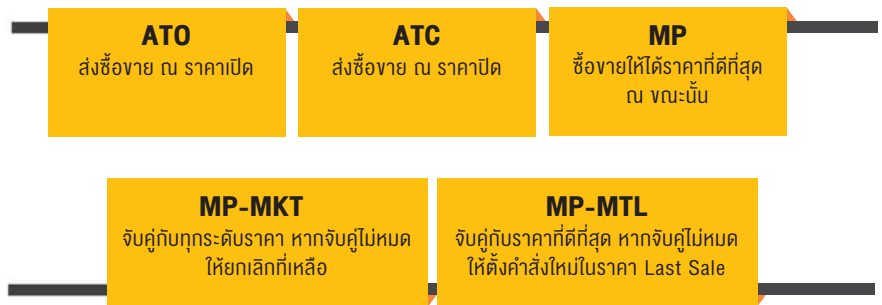 ATO
ส่งซื้อขาย ณ ราคาเปิด
ATC
ส่งซื้อขาย ณ ราคาปิด
MP
ซื้อขายให้ได้ราคาที่ดีที่สุด
ณ ขณะนั้น
MP-MKT
จับคู่กับทุกระดับราคา หากจับคู่ไม่หมด
ให้ยกเลิกที่เหลือ
MP-MTL
จับคู่กับราคาที่ดีที่สุด หากจับคู่ไม่หมด
ให้ตั้งคำสั่งใหม่ในราคา Last Sale